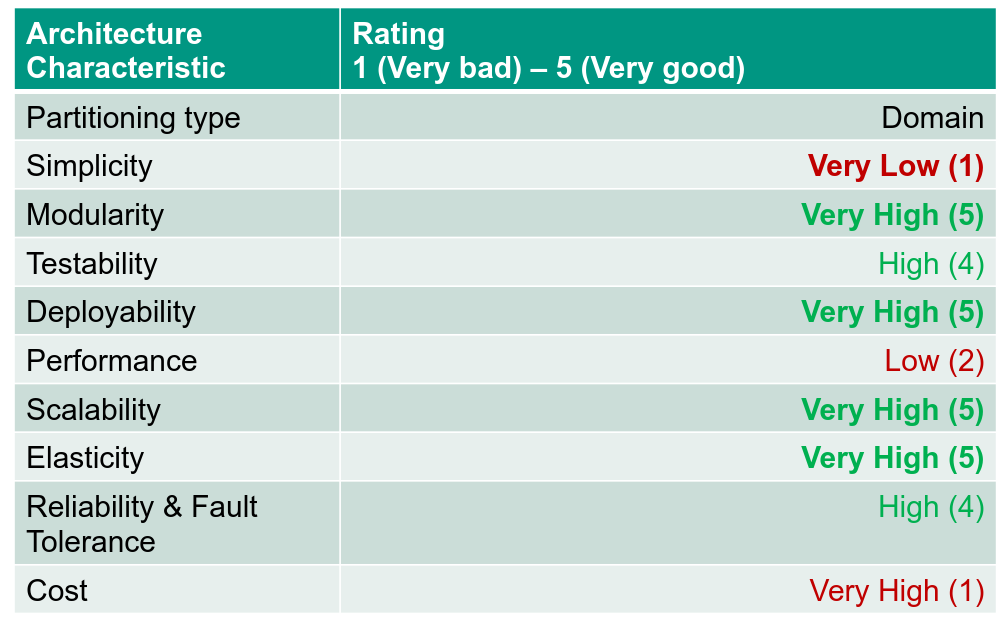 Architecture
Characteristic
Rating
1 (Very bad) – 5 (Very good)
Partitioning type
Domain
Simplicity
Very Low (1)
Modularity
Very High (5)
Testability
High (4)
Deployability
Very High (5)
Performance
Low (2)
Scalability
Very High (5)
Elasticity
Very High (5)
Reliability & Fault
Tolerance
High (4)
Cost
Very High (1)